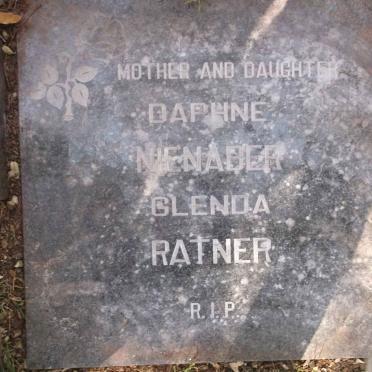 MOTHER AND DAUGHTER
DAPHNE
NIENABER
GLENDA
RATNER
R.I.P.